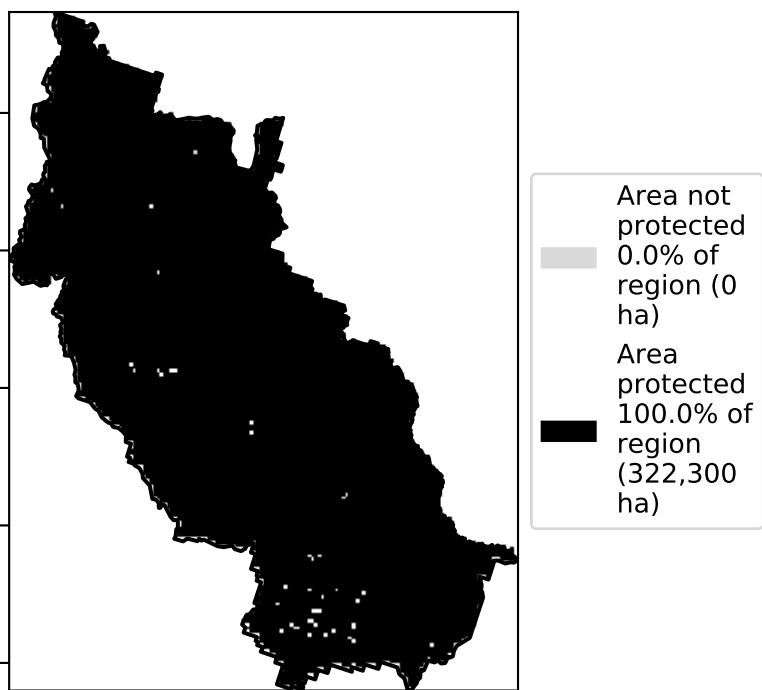 Area not
protected
0.0% of
region (0
ha)
Area
protected
100.0% of
region
(322,300
ha)